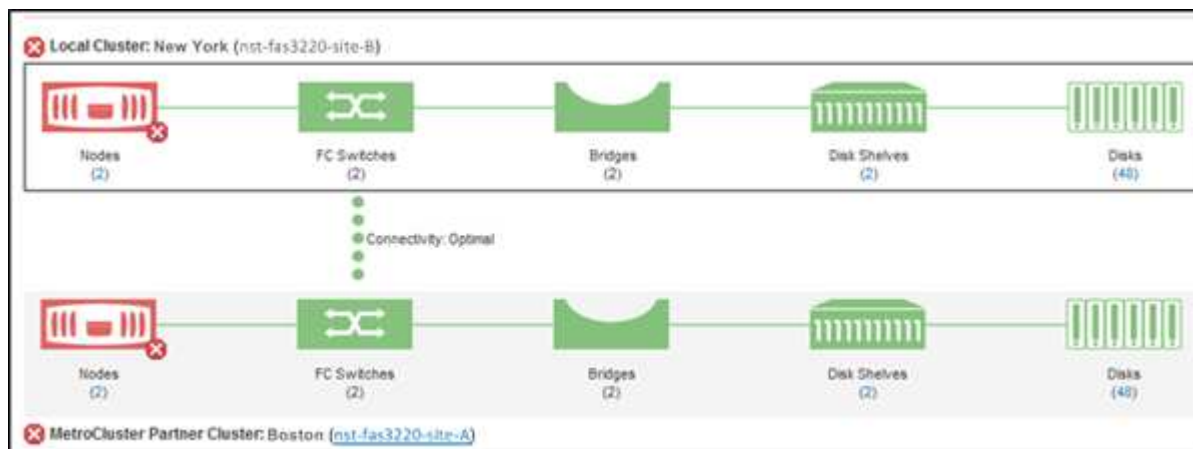 Local Cluster: New York (nst-fas3220-site-B)
Nodes FC Switches Bridges Disk Shelves Disks
(2) (2) (2) (2) (48)
Connectivity: Optimal
Nodes FC Switches Bridges Disk Shelves Disks
(2) (2) (2) (2) (48)
MetroCluster Partner Cluster: Boston (nst-fas3220-site-A)